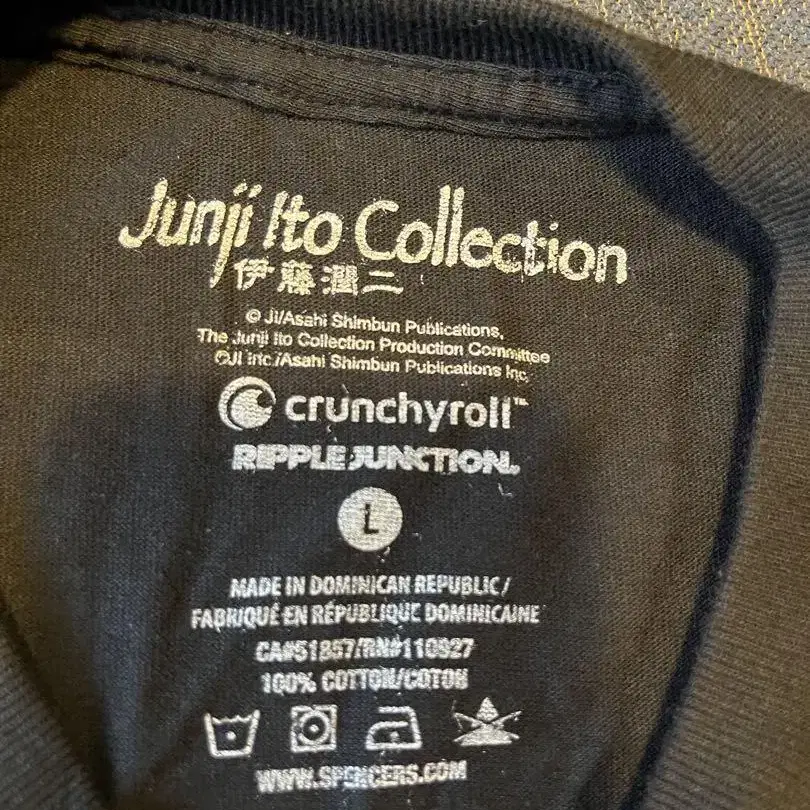 Junji Ito Collection
伊藤潤二
© JI/Asahi Shimbun Publications,
The Junji Ito Collection Production Committee
©JI Inc./Asahi Shimbun Publications Inc.
crunchyroll™
RIPPLE JUNCTION.
L
MADE IN DOMINICAN REPUBLIC/
FABRIQUÉ EN RÉPUBLIQUE DOMINICAINE
CA#51857/RN#110927
100% COTTON/COTON
WWW.SPENCERS.COM